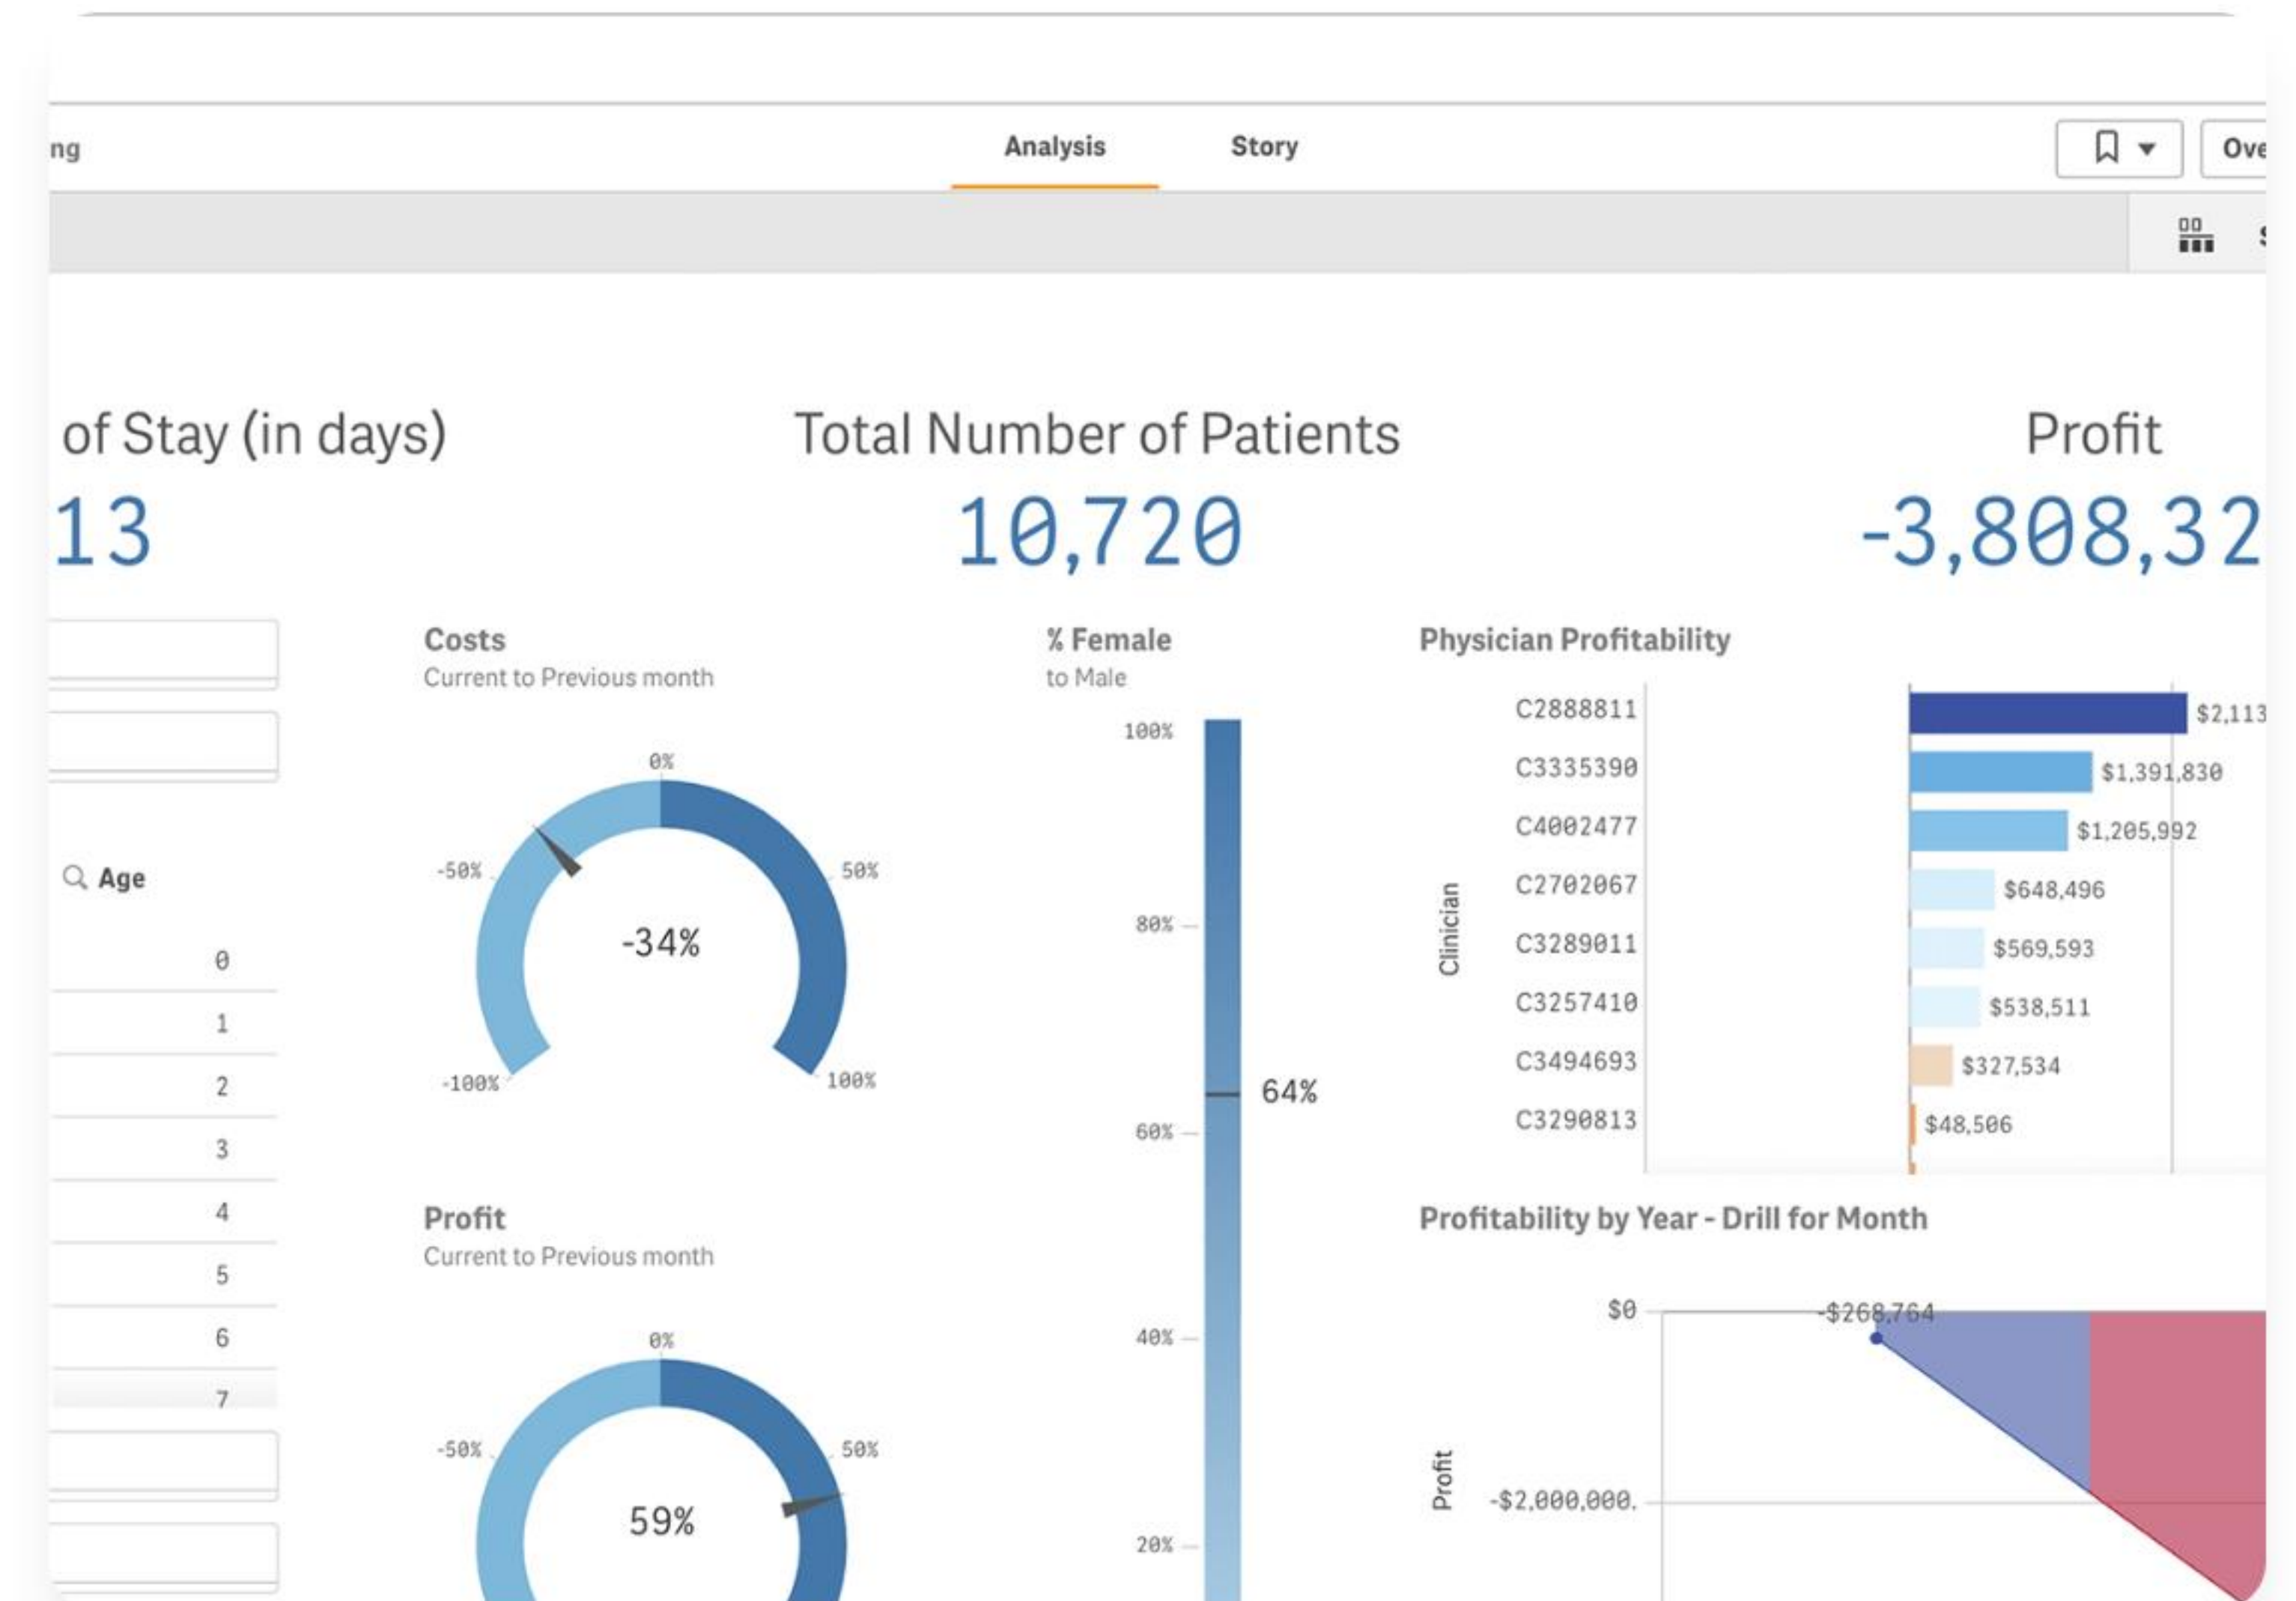 ng
Analysis
Story
Ove
of Stay (in days)
13
Total Number of Patients
10,720
Profit
-3,808,32
Age
0
1
2
3
4
5
6
7
Costs
Current to Previous month
0%
-50%
50%
-34%
-100%
100%
Profit
Current to Previous month
0%
-50%
50%
59%
% Female
to Male
100%
80%
64%
60%
40%
20%
Physician Profitability
Clinician
C2888811 $2,113
C3335390 $1,391,830
C4002477 $1,205,992
C2702067 $648,496
C3289011 $569,593
C3257410 $538,511
C3494693 $327,534
C3290813 $48,506
Profitability by Year - Drill for Month
Profit
$0
-$268,764
-$2,000,000.